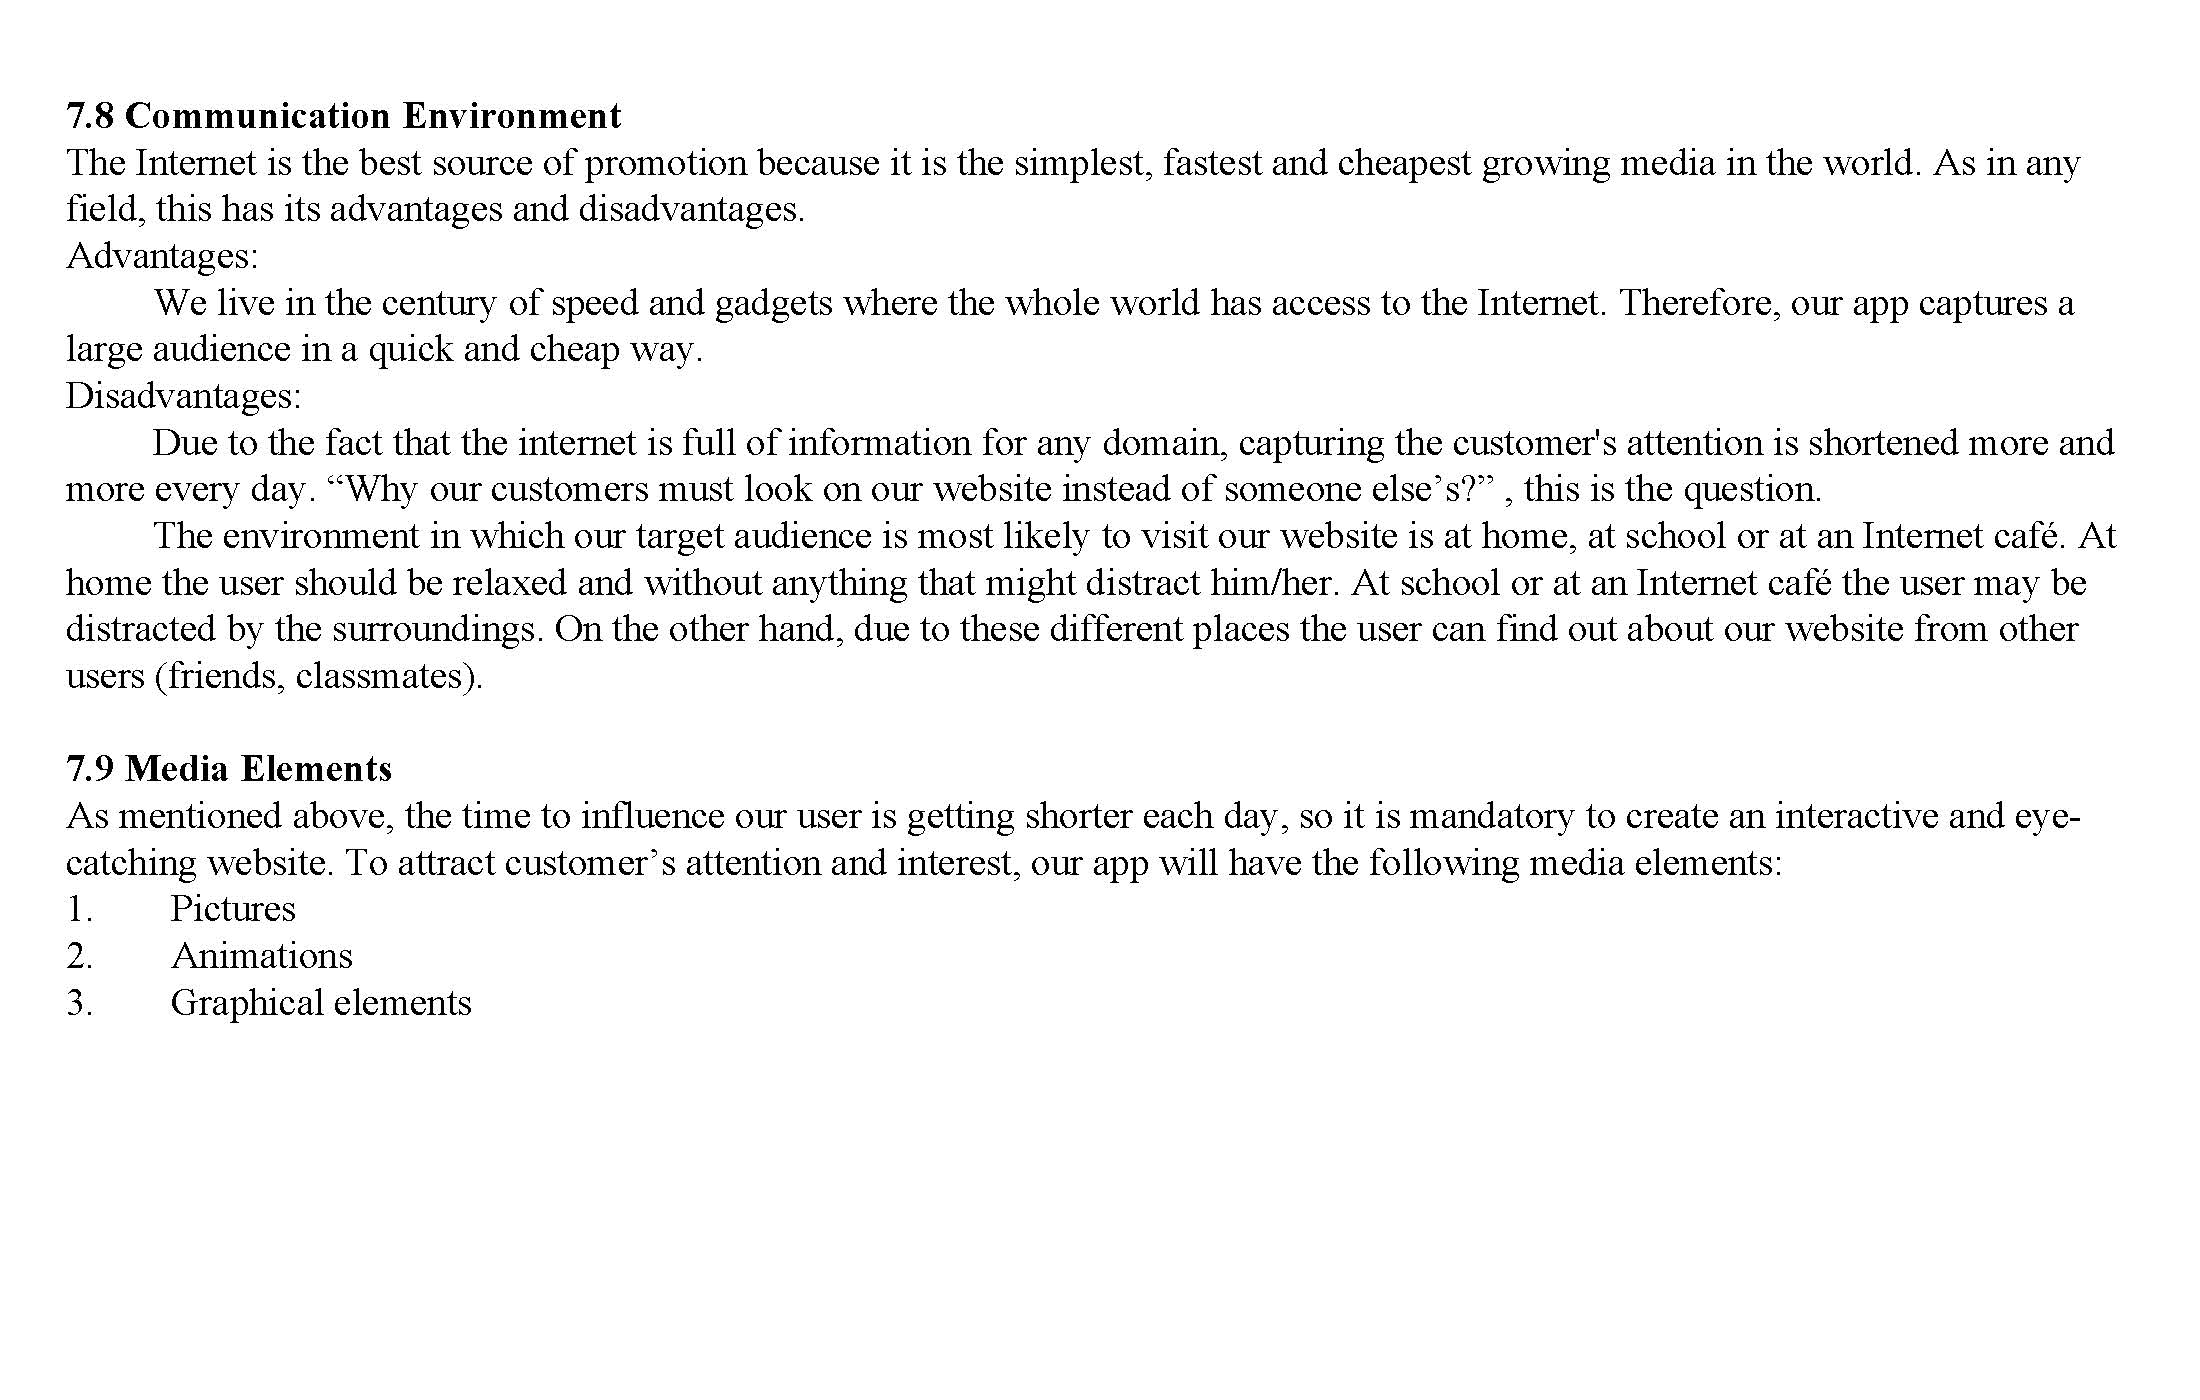 7.8 Communication Environment
The Internet is the best source of promotion because it is the simplest, fastest and cheapest growing media in the world. As in any
field, this has its advantages and disadvantages.
Advantages:
We live in the century of speed and gadgets where the whole world has access to the Internet. Therefore, our app captures a
large audience in a quick and cheap way.
Disadvantages:
Due to the fact that the internet is full of information for any domain, capturing the customer's attention is shortened more and
more every day. “Why our customers must look on our website instead of someone else’s?” , this is the question.
The environment in which our target audience is most likely to visit our website is at home, at school or at an Internet café. At
home the user should be relaxed and without anything that might distract him/her. At school or at an Internet café the user may be
distracted by the surroundings. On the other hand, due to these different places the user can find out about our website from other
users (friends, classmates).
7.9 Media Elements
As mentioned above, the time to influence our user is getting shorter each day, so it is mandatory to create an interactive and eye-
catching website. To attract customer’s attention and interest, our app will have the following media elements:
1. Pictures
2. Animations
3. Graphical elements